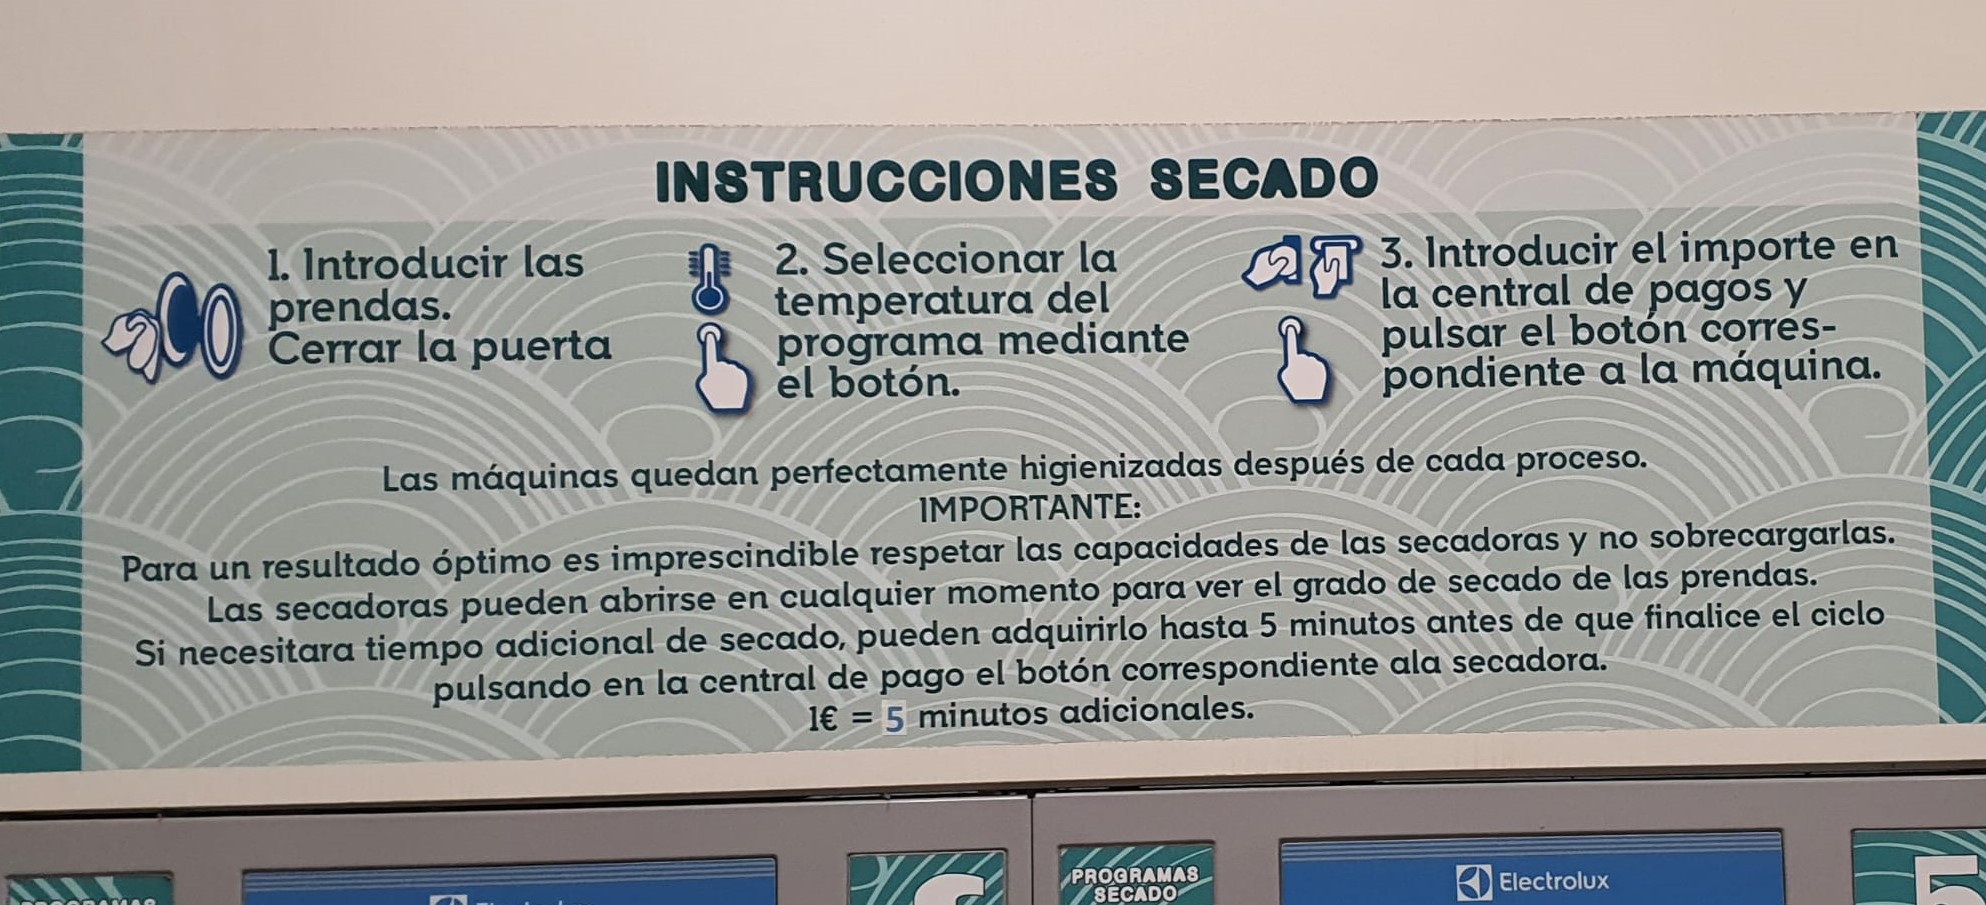 INSTRUCCIONES SECADO
1. Introducir las
prendas.
Cerrar la puerta
2. Seleccionar la
temperatura del
programa mediante
el botón.
3. Introducir el importe en
la central de pagos y
pulsar el botón corres-
pondiente a la máquina.
Las máquinas quedan perfectamente higienizadas después de cada proceso.
IMPORTANTE:
Para un resultado óptimo es imprescindible respetar las capacidades de las secadoras y no sobrecargarlas.
Las secadoras pueden abrirse en cualquier momento para ver el grado de secado de las prendas.
Si necesitara tiempo adicional de secado, pueden adquirirlo hasta 5 minutos antes de que finalice el ciclo
pulsando en la central de pago el botón correspondiente ala secadora.
1€ = 5 minutos adicionales.
PROGRAMAS
SECADO
Electrolux
5